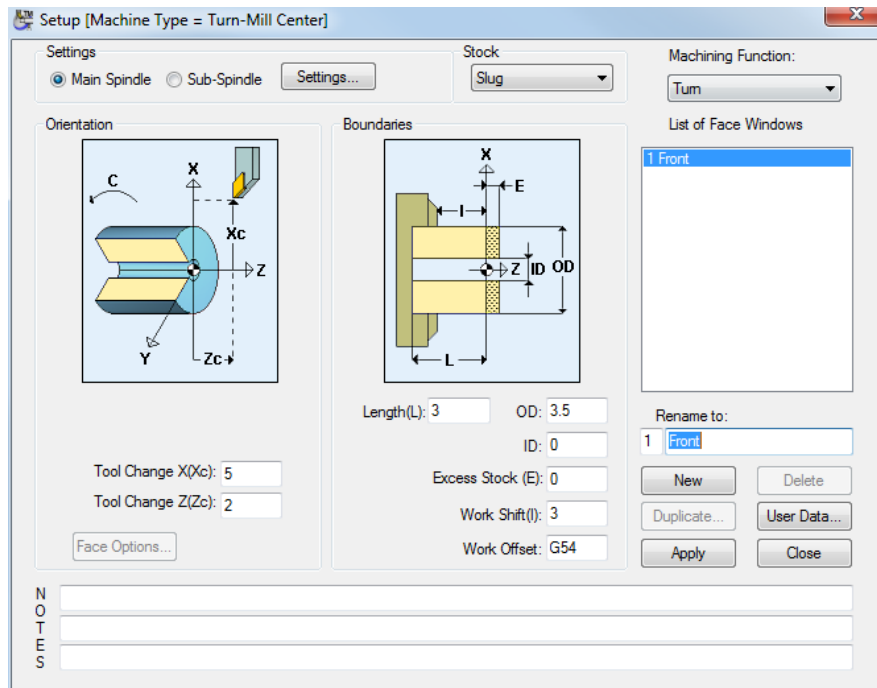 Setup [Machine Type = Turn-Mill Center]
Settings
Main Spindle Sub-Spindle Settings...
Stock
Slug
Machining Function:
Turn
Orientation
C
X
Xc
Z
Y
Zc
Boundaries
X
E
I
Z ID OD
L
Length(L): 3 OD: 3.5
ID: 0
Excess Stock (E): 0
Work Shift(I): 3
Work Offset: G54
Tool Change X(Xc): 5
Tool Change Z(Zc): 2
Face Options...
List of Face Windows
1 Front
Rename to:
1 Front
New Delete
Duplicate... User Data...
Apply Close
N
O
T
E
S